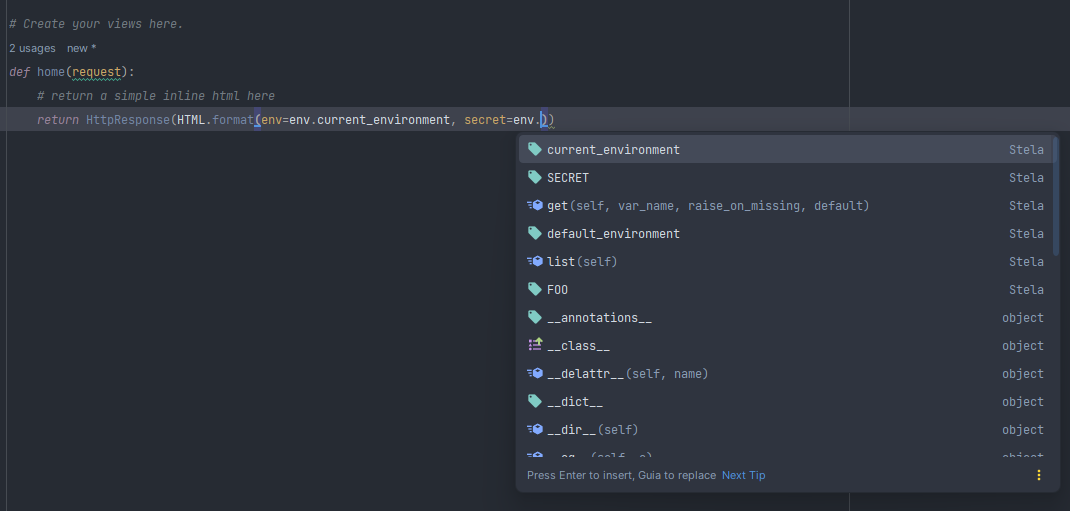 # Create your views here.
2 usages new *
def home(request):
# return a simple inline html here
return HttpResponse(HTML.format(env=env.current_environment, secret=env.))
current_environment Stela
SECRET Stela
get(self, var_name, raise_on_missing, default) Stela
default_environment Stela
list(self) Stela
FOO Stela
__annotations__ object
__class__ object
__delattr__(self, name) object
__dict__ object
__dir__(self) object
Press Enter to insert, Guia to replace Next Tip